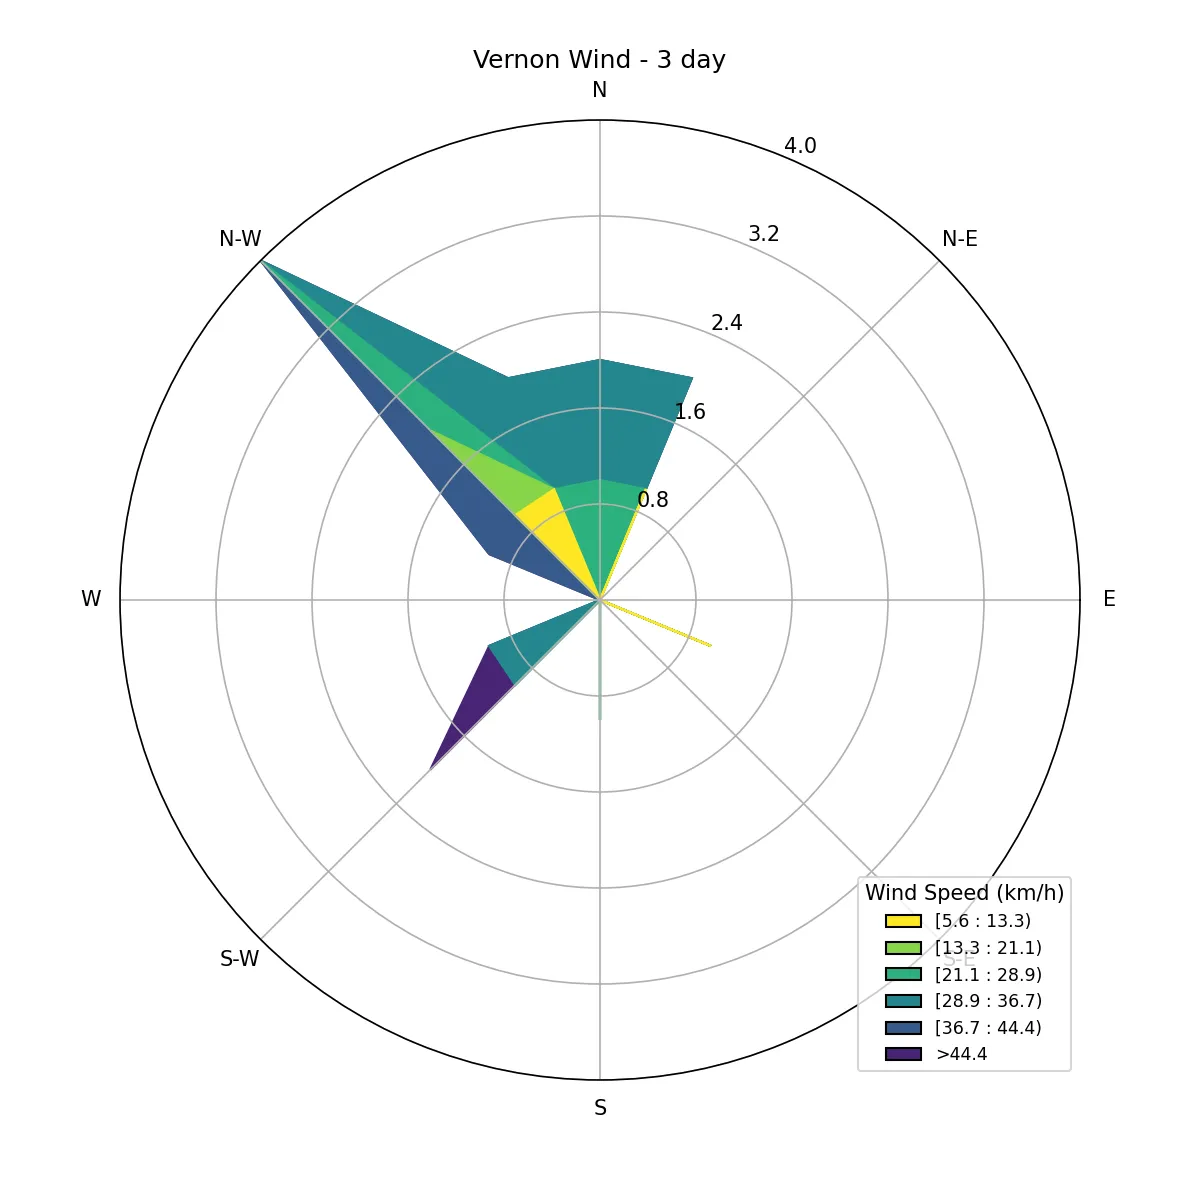 Vernon Wind - 3 day
N
4.0
N-W
3.2
N-E
2.4
1.6
0.8
W
E
S-W
S-E
S
Wind Speed (km/h)
[5.6 : 13.3)
[13.3 : 21.1)
[21.1 : 28.9)
[28.9 : 36.7)
[36.7 : 44.4)
>44.4